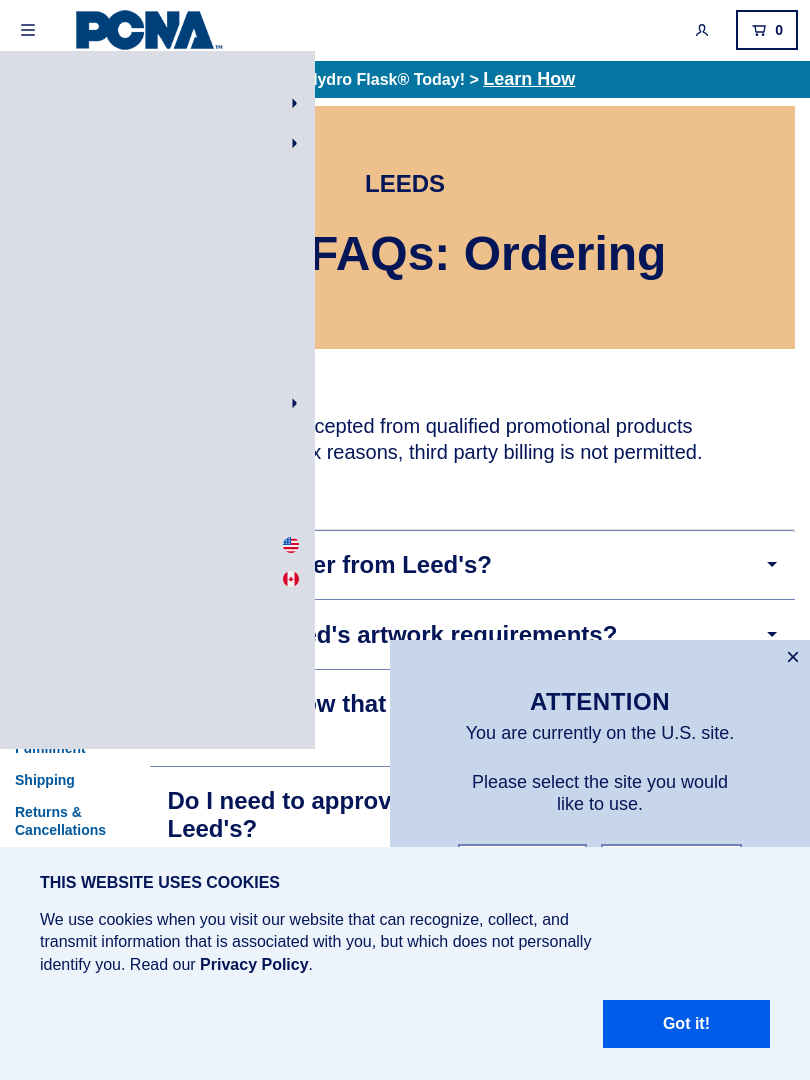 PCNA™
0
ydro Flask® Today! > Learn How
LEEDS
FAQs: Ordering
cepted from qualified promotional products
x reasons, third party billing is not permitted.
er from Leed's?
ed's artwork requirements?
ow that
Do I need to approv
Leed's?
Shipping
Returns &
Cancellations
ATTENTION
You are currently on the U.S. site.
Please select the site you would
like to use.
THIS WEBSITE USES COOKIES
We use cookies when you visit our website that can recognize, collect, and
transmit information that is associated with you, but which does not personally
identify you. Read our Privacy Policy.
Got it!